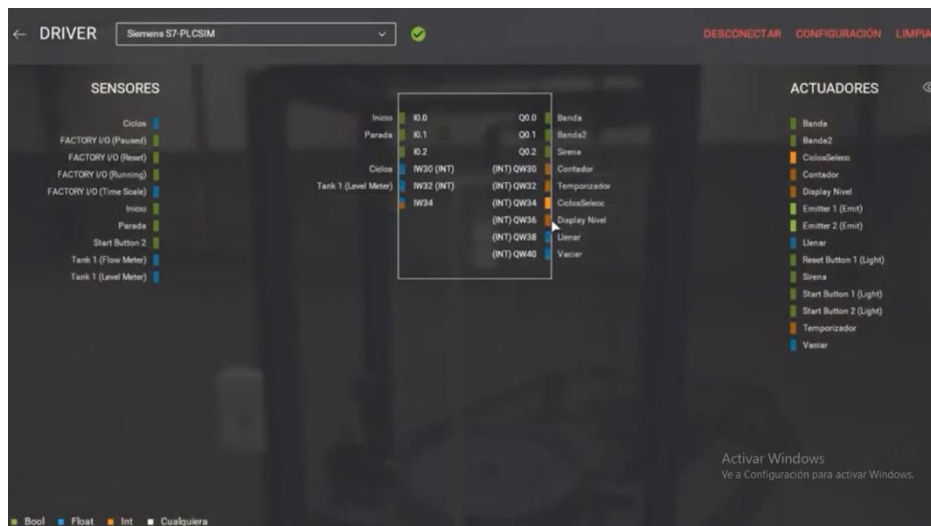 ← DRIVER Siemens S7-PLCSIM DESCONECTAR CONFIGURACIÓN LIMPIA
SENSORES
Ciclos
FACTORY I/O (Paused)
FACTORY I/O (Reset)
FACTORY I/O (Running)
FACTORY I/O (Time Scale)
Inicio
Parada
Start Button 2
Tank 1 (Flow Meter)
Tank 1 (Level Meter)
Inicio I0.0 Q0.0 Banda
Parada I0.1 Q0.1 Banda2
I0.2 Q0.2 Sirena
Ciclos IW30 (INT) (INT) QW30 Contador
Tank 1 (Level Meter) IW32 (INT) (INT) QW32 Temporizador
IW34 (INT) QW34 CiclosSelecc
(INT) QW36 Display Nivel
(INT) QW38 Llenar
(INT) QW40 Vaciar
ACTUADORES
Banda
Banda2
CiclosSelecc
Contador
Display Nivel
Emitter 1 (Emit)
Emitter 2 (Emit)
Llenar
Reset Button 1 (Light)
Sirena
Start Button 1 (Light)
Start Button 2 (Light)
Temporizador
Vaciar
Activar Windows
Ve a Configuración para activar Windows.
Bool Float Int Cualquiera